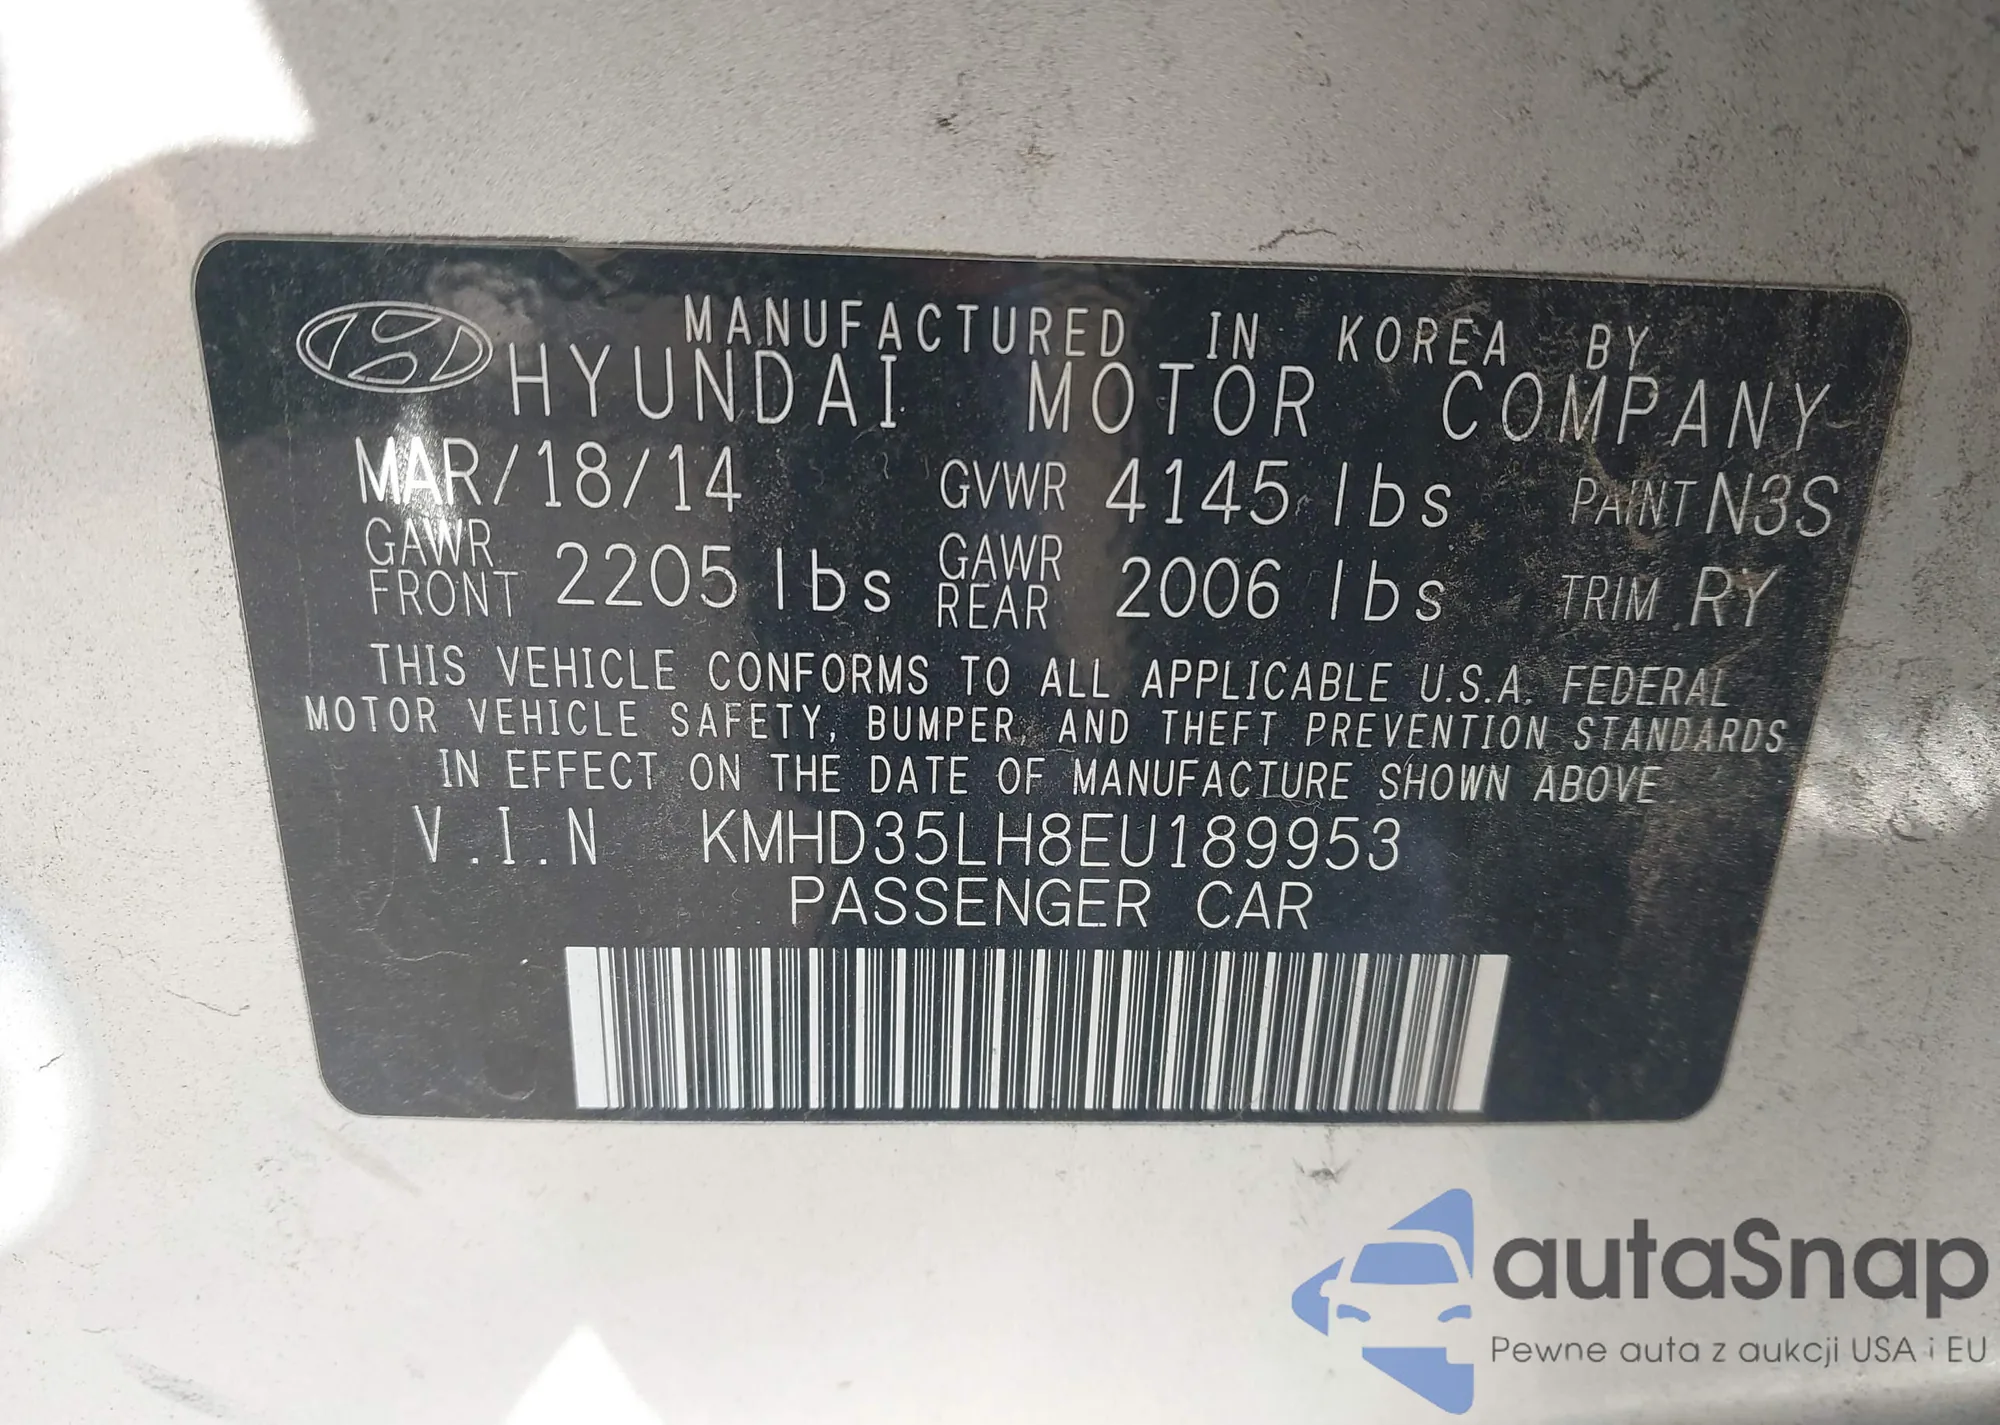 MANUFACTURED IN KOREA BY
HYUNDAI MOTOR COMPANY
MAR/18/14 GVWR 4145 lbs PAINT N3S
GAWR FRONT 2205 lbs GAWR REAR 2006 lbs TRIM RY
THIS VEHICLE CONFORMS TO ALL APPLICABLE U.S.A. FEDERAL
MOTOR VEHICLE SAFETY, BUMPER, AND THEFT PREVENTION STANDARDS
IN EFFECT ON THE DATE OF MANUFACTURE SHOWN ABOVE.
V.I.N KMHD35LH8EU189953
PASSENGER CAR
autaSnap
Pewne auta z aukcji USA i EU